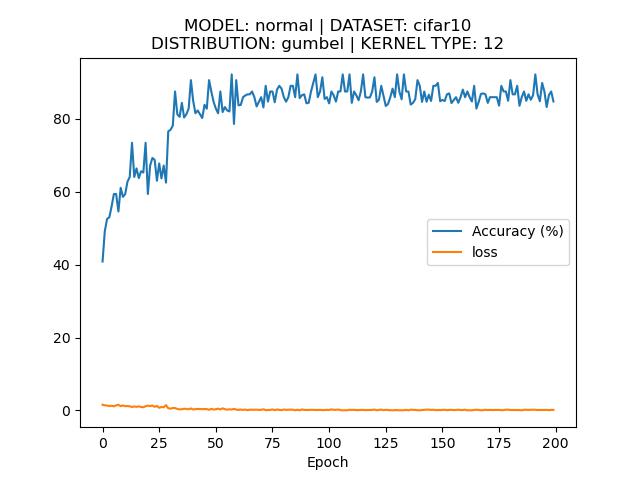 MODEL: normal | DATASET: cifar10
DISTRIBUTION: gumbel | KERNEL TYPE: 12
80
60
40
20
0
Accuracy (%)
loss
0 25 50 75 100 125 150 175 200
Epoch